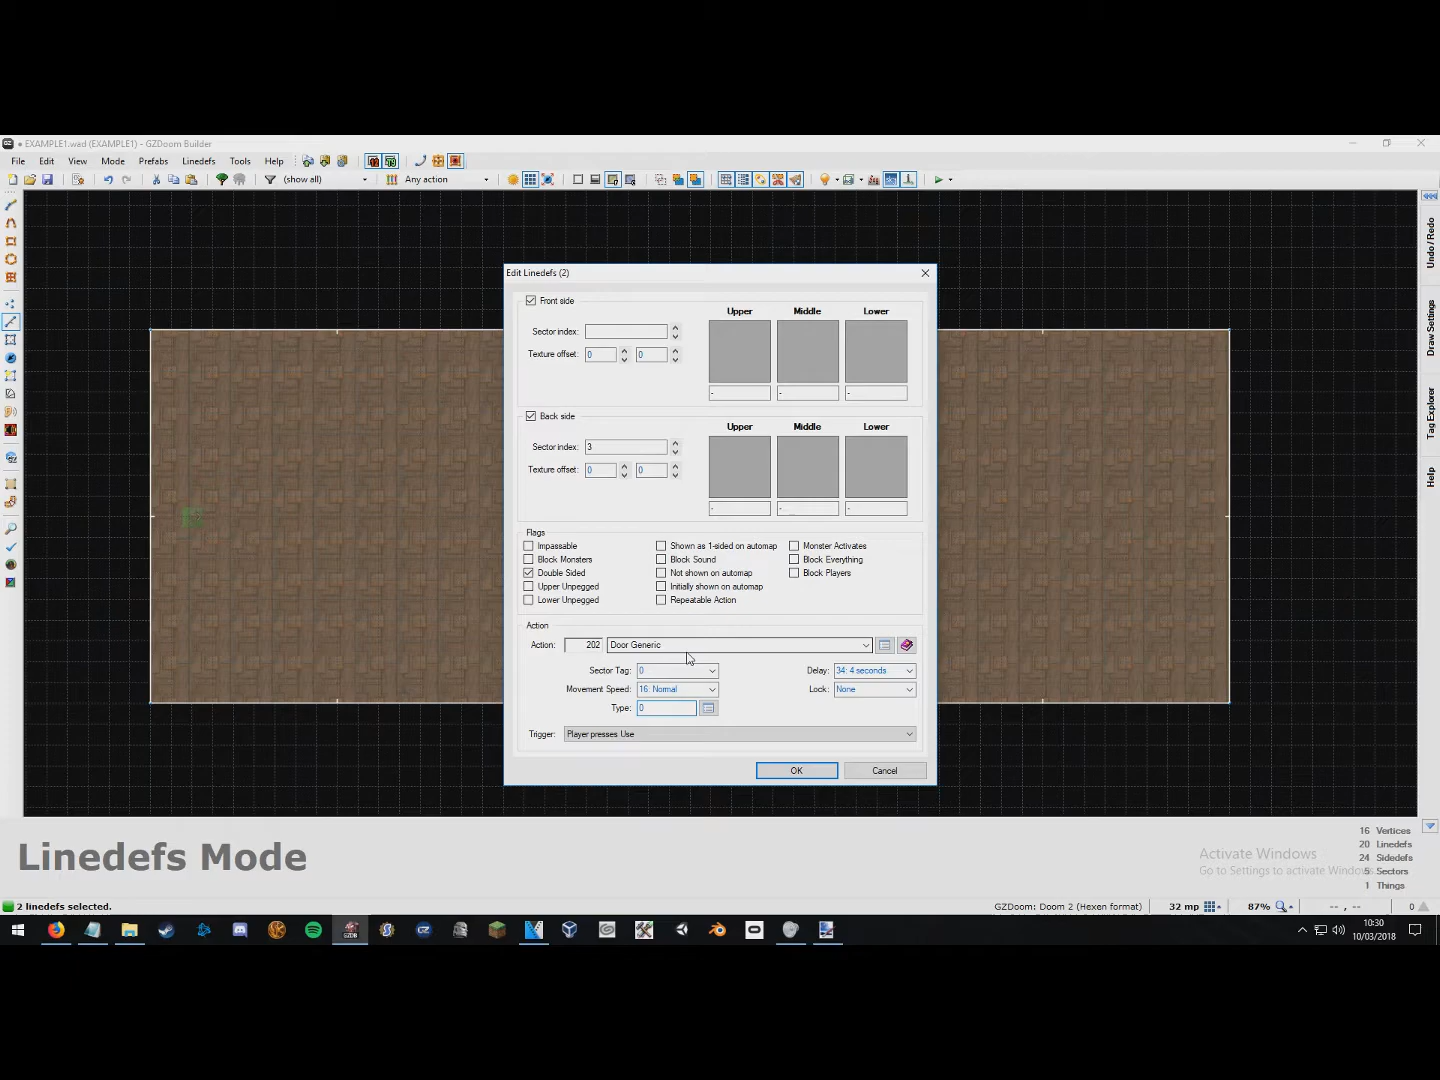 • EXAMPLE1.wad (EXAMPLE1) - GZDoom Builder
File Edit View Mode Prefabs Linedefs Tools Help
(show all) Any action
Undo / Redo
Draw Settings
Tag Explorer
Help
Edit Linedefs (2)
Front side
Upper Middle Lower
Sector index:
Texture offset: 0 0
- - -
Back side
Upper Middle Lower
Sector index: 3
Texture offset: 0 0
- - -
Flags
Impassable Shown as 1-sided on automap Monster Activates
Block Monsters Block Sound Block Everything
Double Sided Not shown on automap Block Players
Upper Unpegged Initially shown on automap
Lower Unpegged Repeatable Action
Action
Action: 202 Door Generic
Sector Tag: 0 Delay: 34: 4 seconds
Movement Speed: 16: Normal Lock: None
Type: 0
Trigger: Player presses Use
OK Cancel
Linedefs Mode
16 Vertices
20 Linedefs
24 Sidedefs
5 Sectors
1 Things
Activate Windows
Go to Settings to activate Windows.
2 linedefs selected.
GZDoom: Doom 2 (Hexen format) 32 mp 87% -- , -- 0
GZDB
10:30
10/03/2018